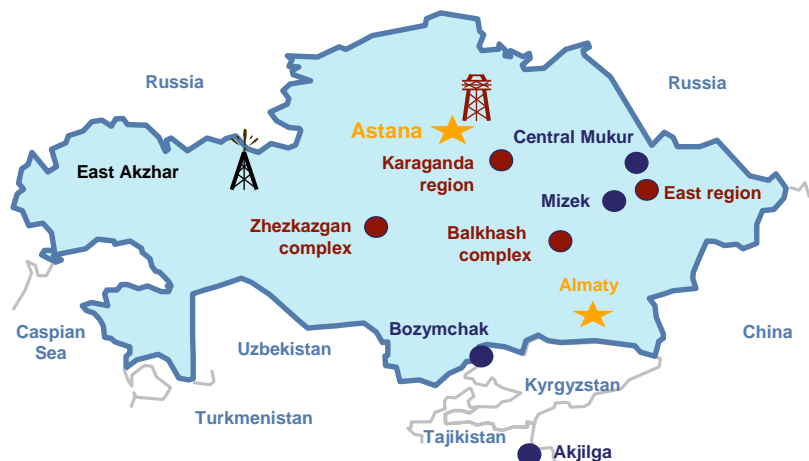 Russia
Russia
Astana
Central Mukur
Karaganda
region
East Akzhar
East region
Mizek
Zhezkazgan
complex
Balkhash
complex
Almaty
Caspian
Sea
Uzbekistan
Bozymchak
China
Kyrgyzstan
Turkmenistan
Tajikistan
Akjilga